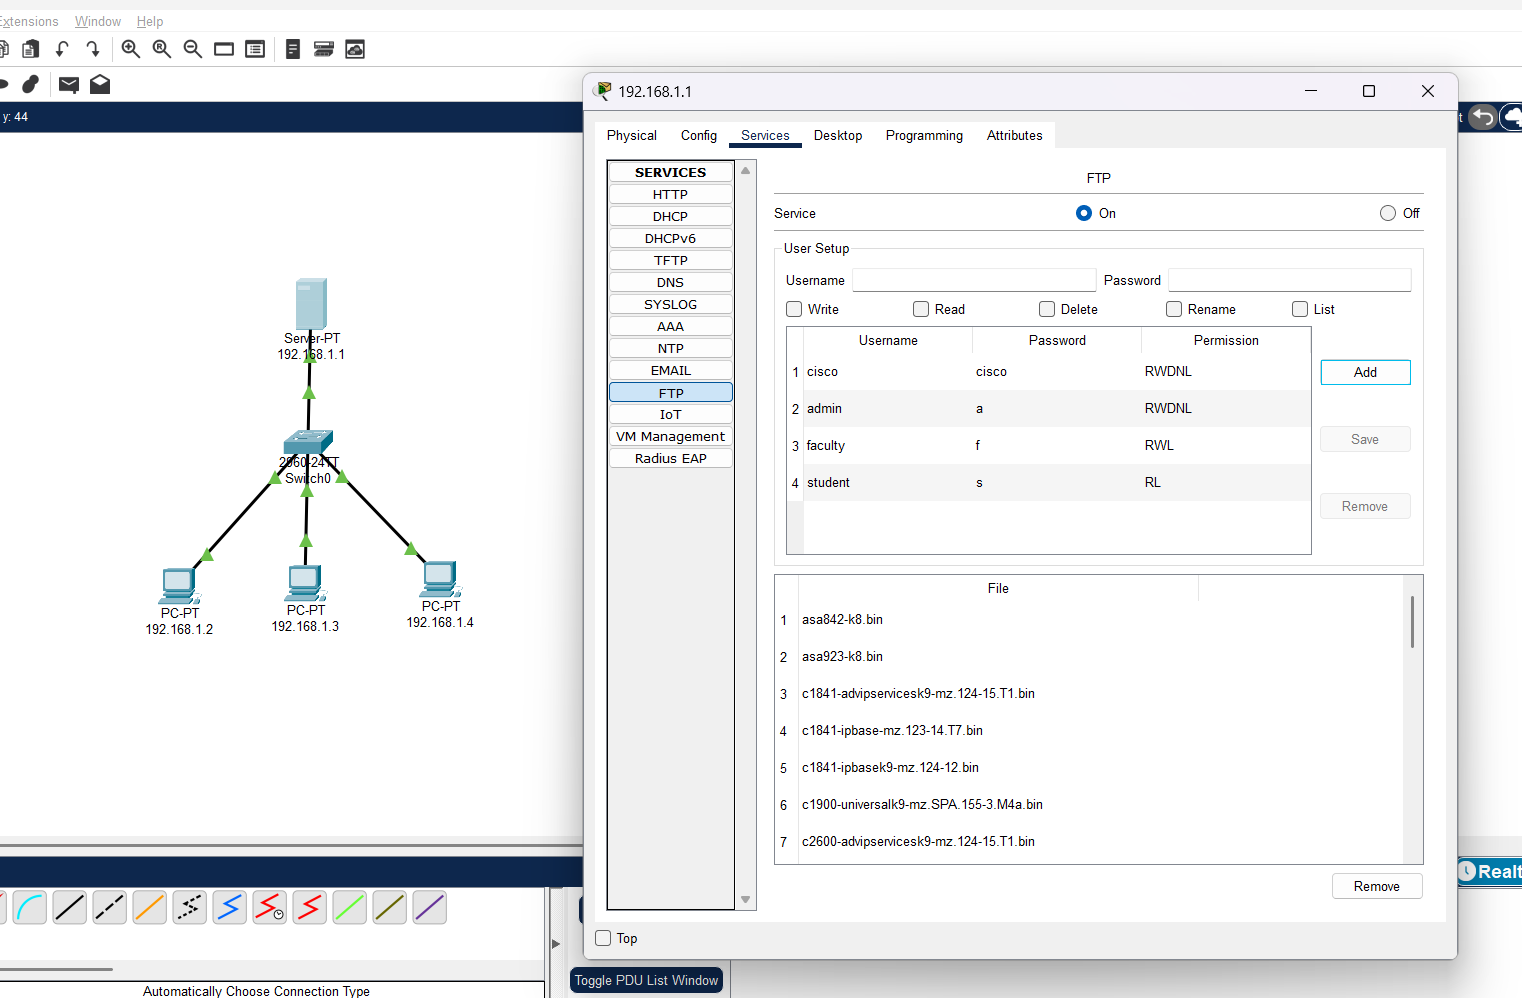 Extensions Window Help
y: 44
192.168.1.1
Physical Config Services Desktop Programming Attributes
SERVICES
HTTP
DHCP
DHCPv6
TFTP
DNS
SYSLOG
AAA
NTP
EMAIL
FTP
IoT
VM Management
Radius EAP
FTP
Service On Off
User Setup
Username Password
Write Read Delete Rename List
Username Password Permission
1 cisco cisco RWDNL
2 admin a RWDNL
3 faculty f RWL
4 student s RL
Add
Save
Remove
File
1 asa842-k8.bin
2 asa923-k8.bin
3 c1841-advipservicesk9-mz.124-15.T1.bin
4 c1841-ipbase-mz.123-14.T7.bin
5 c1841-ipbasek9-mz.124-12.bin
6 c1900-universalk9-mz.SPA.155-3.M4a.bin
7 c2600-advipservicesk9-mz.124-15.T1.bin
Remove
Top
Server-PT
192.168.1.1
2960-24TT
Switch0
PC-PT
192.168.1.2
PC-PT
192.168.1.3
PC-PT
192.168.1.4
t
Realt
Toggle PDU List Window
Automatically Choose Connection Type